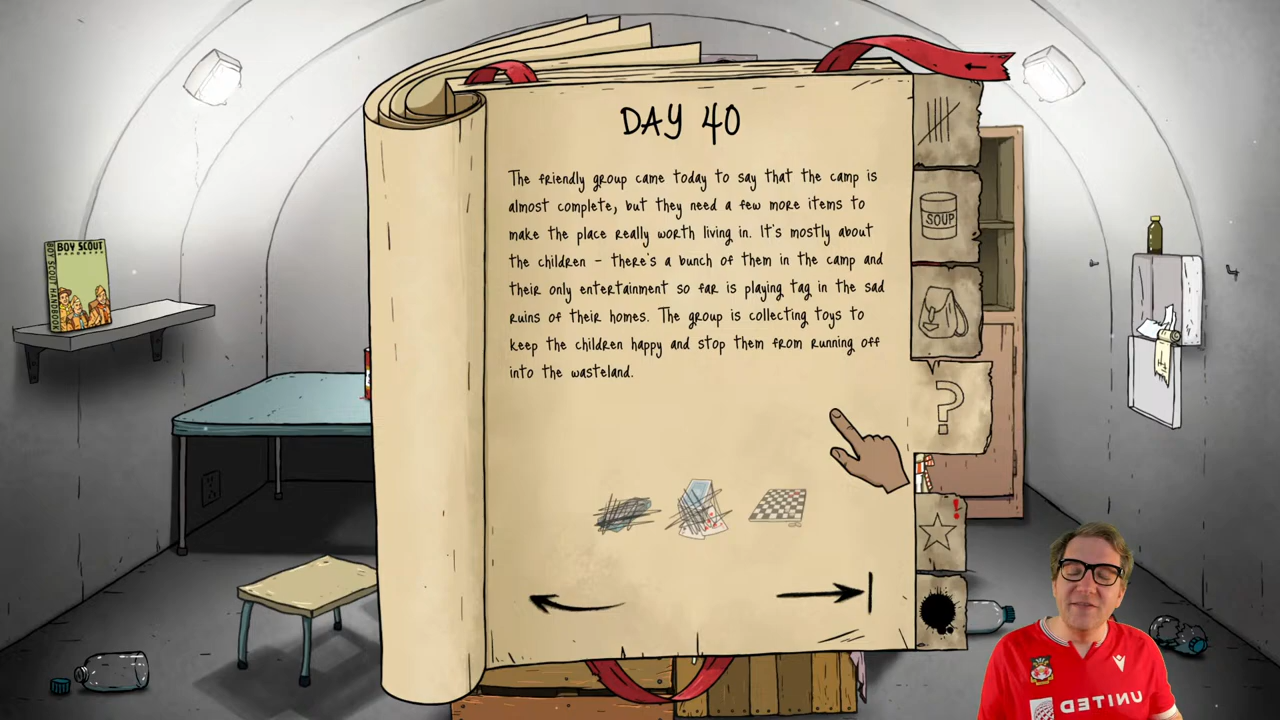 DAY 40
The friendly group came today to say that the camp is
almost complete, but they need a few more items to
make the place really worth living in. It's mostly about
the children - there's a bunch of them in the camp and
their only entertainment so far is playing tag in the sad
ruins of their homes. The group is collecting toys to
keep the children happy and stop them from running off
into the wasteland.
SOUP
?
!
BOY SCOUT
BOY SCOUT HANDBOOK
UNITED